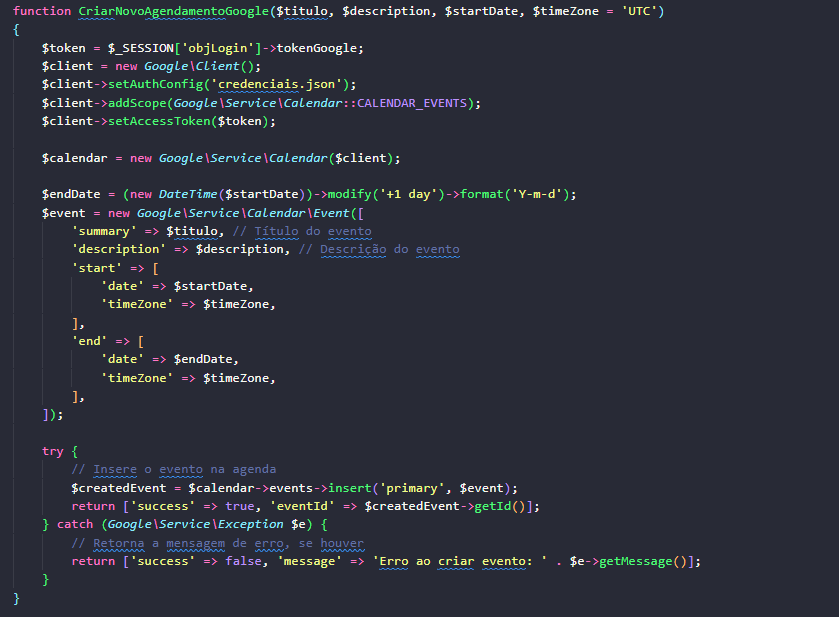 function CriarNovoAgendamentoGoogle($titulo, $description, $startDate, $timeZone = 'UTC')
{
    $token = $_SESSION['objLogin']->tokenGoogle;
    $client = new Google\Client();
    $client->setAuthConfig('credenciais.json');
    $client->addScope(Google\Service\Calendar::CALENDAR_EVENTS);
    $client->setAccessToken($token);

    $calendar = new Google\Service\Calendar($client);

    $endDate = (new DateTime($startDate))->modify('+1 day')->format('Y-m-d');
    $event = new Google\Service\Calendar\Event([
        'summary' => $titulo, // Título do evento
        'description' => $description, // Descrição do evento
        'start' => [
            'date' => $startDate,
            'timeZone' => $timeZone,
        ],
        'end' => [
            'date' => $endDate,
            'timeZone' => $timeZone,
        ],
    ]);

    try {
        // Insere o evento na agenda
        $createdEvent = $calendar->events->insert('primary', $event);
        return ['success' => true, 'eventId' => $createdEvent->getId()];
    } catch (Google\Service\Exception $e) {
        // Retorna a mensagem de erro, se houver
        return ['success' => false, 'message' => 'Erro ao criar evento: ' . $e->getMessage()];
    }
}